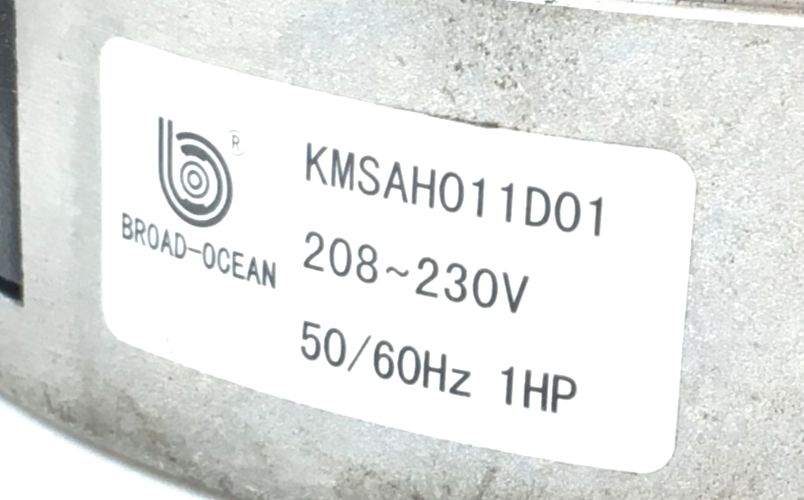 ®
BROAD-OCEAN
KMSAH011D01
208~230V
50/60Hz 1HP